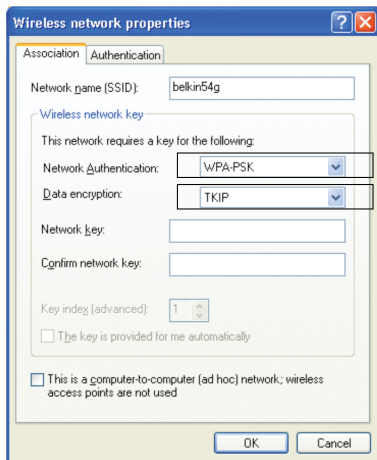 Wireless network properties
Association Authentication
Network name (SSID): belkin54g
Wireless network key
This network requires a key for the following:
Network Authentication: WPA-PSK
Data encryption: TKIP
Network key:
Confirm network key:
Key index (advanced): 1
The key is provided for me automatically
This is a computer-to-computer (ad hoc) network; wireless
access points are not used
OK Cancel